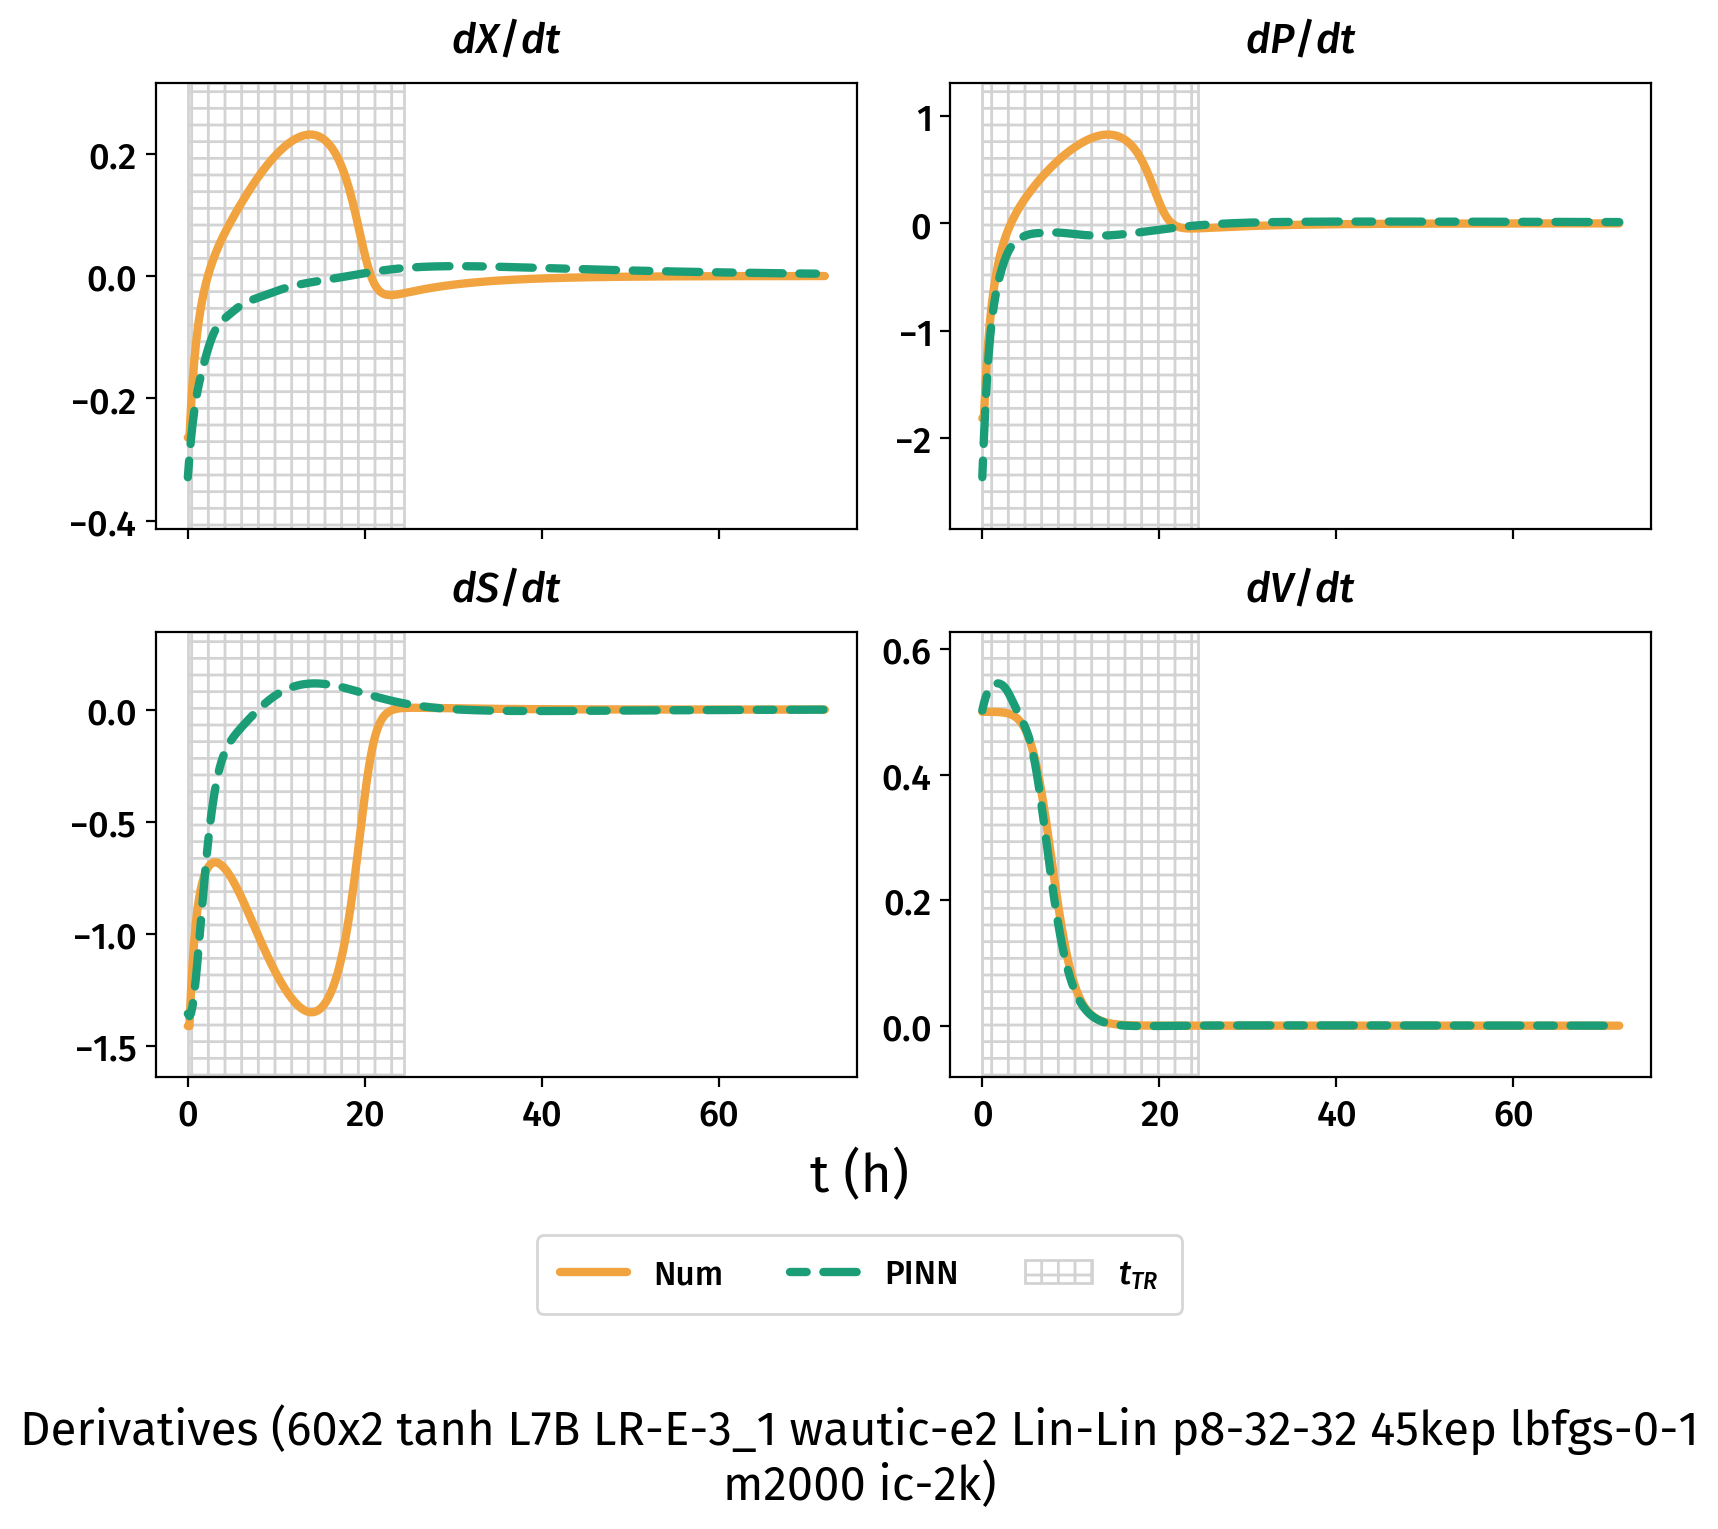 dX/dt
dP/dt
0.2
0.0
−0.2
−0.4
1
0
−1
−2
dS/dt
dV/dt
0.0
−0.5
−1.0
−1.5
0 20 40 60
0.6
0.4
0.2
0.0
0 20 40 60
t (h)
Num PINN tTR
Derivatives (60x2 tanh L7B LR-E-3_1 wautic-e2 Lin-Lin p8-32-32 45kep lbfgs-0-1
m2000 ic-2k)